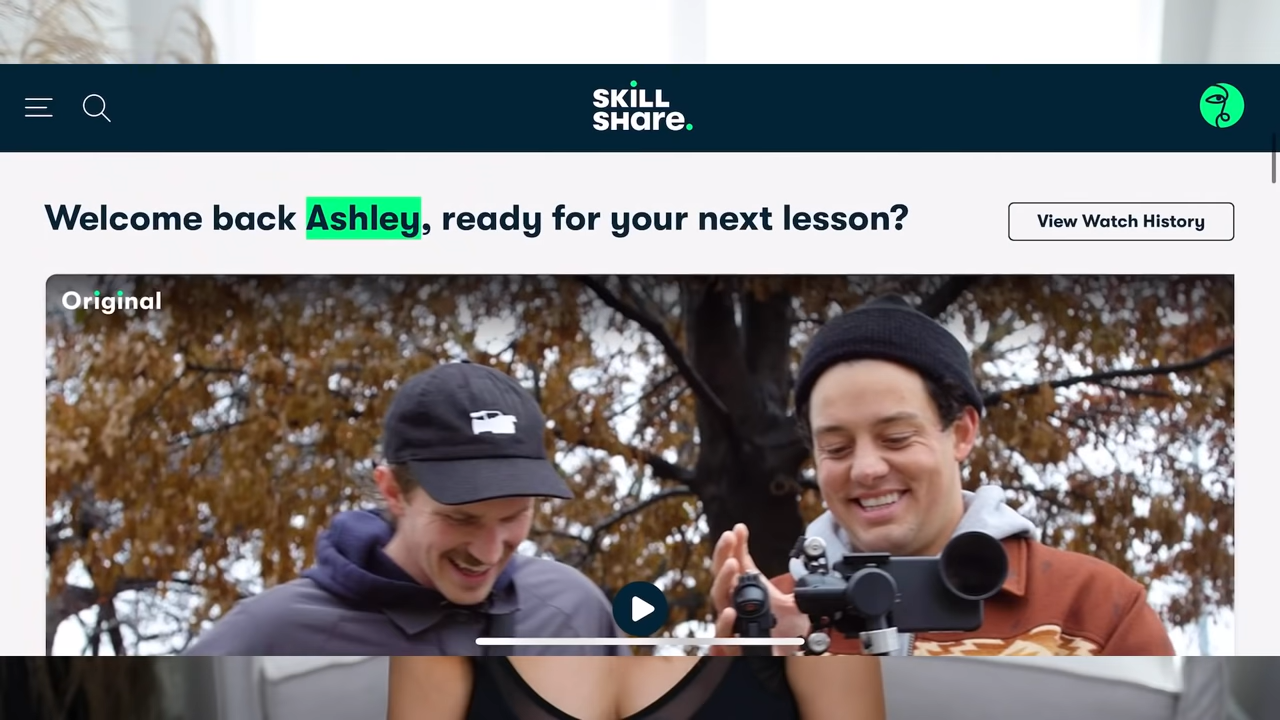 SKILL
SHare.
Welcome back Ashley, ready for your next lesson?
View Watch History
Original